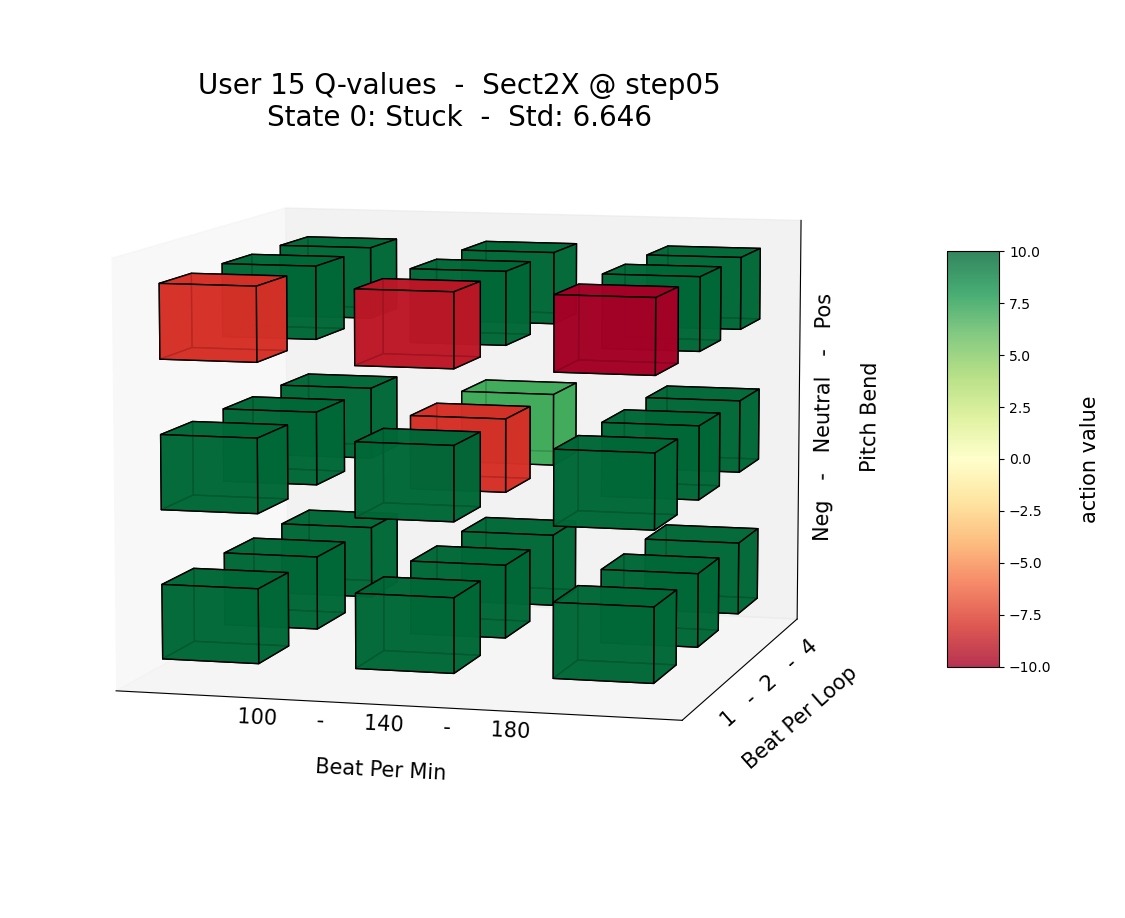 User 15 Q-values  -  Sect2X @ step05
State 0: Stuck  -  Std: 6.646
10.0
7.5
5.0
2.5
0.0
−2.5
−5.0
−7.5
−10.0
action value
Neg   -   Neutral   -   Pos
Pitch Bend
1  -  2  -  4
Beat Per Loop
100     -     140     -     180
Beat Per Min